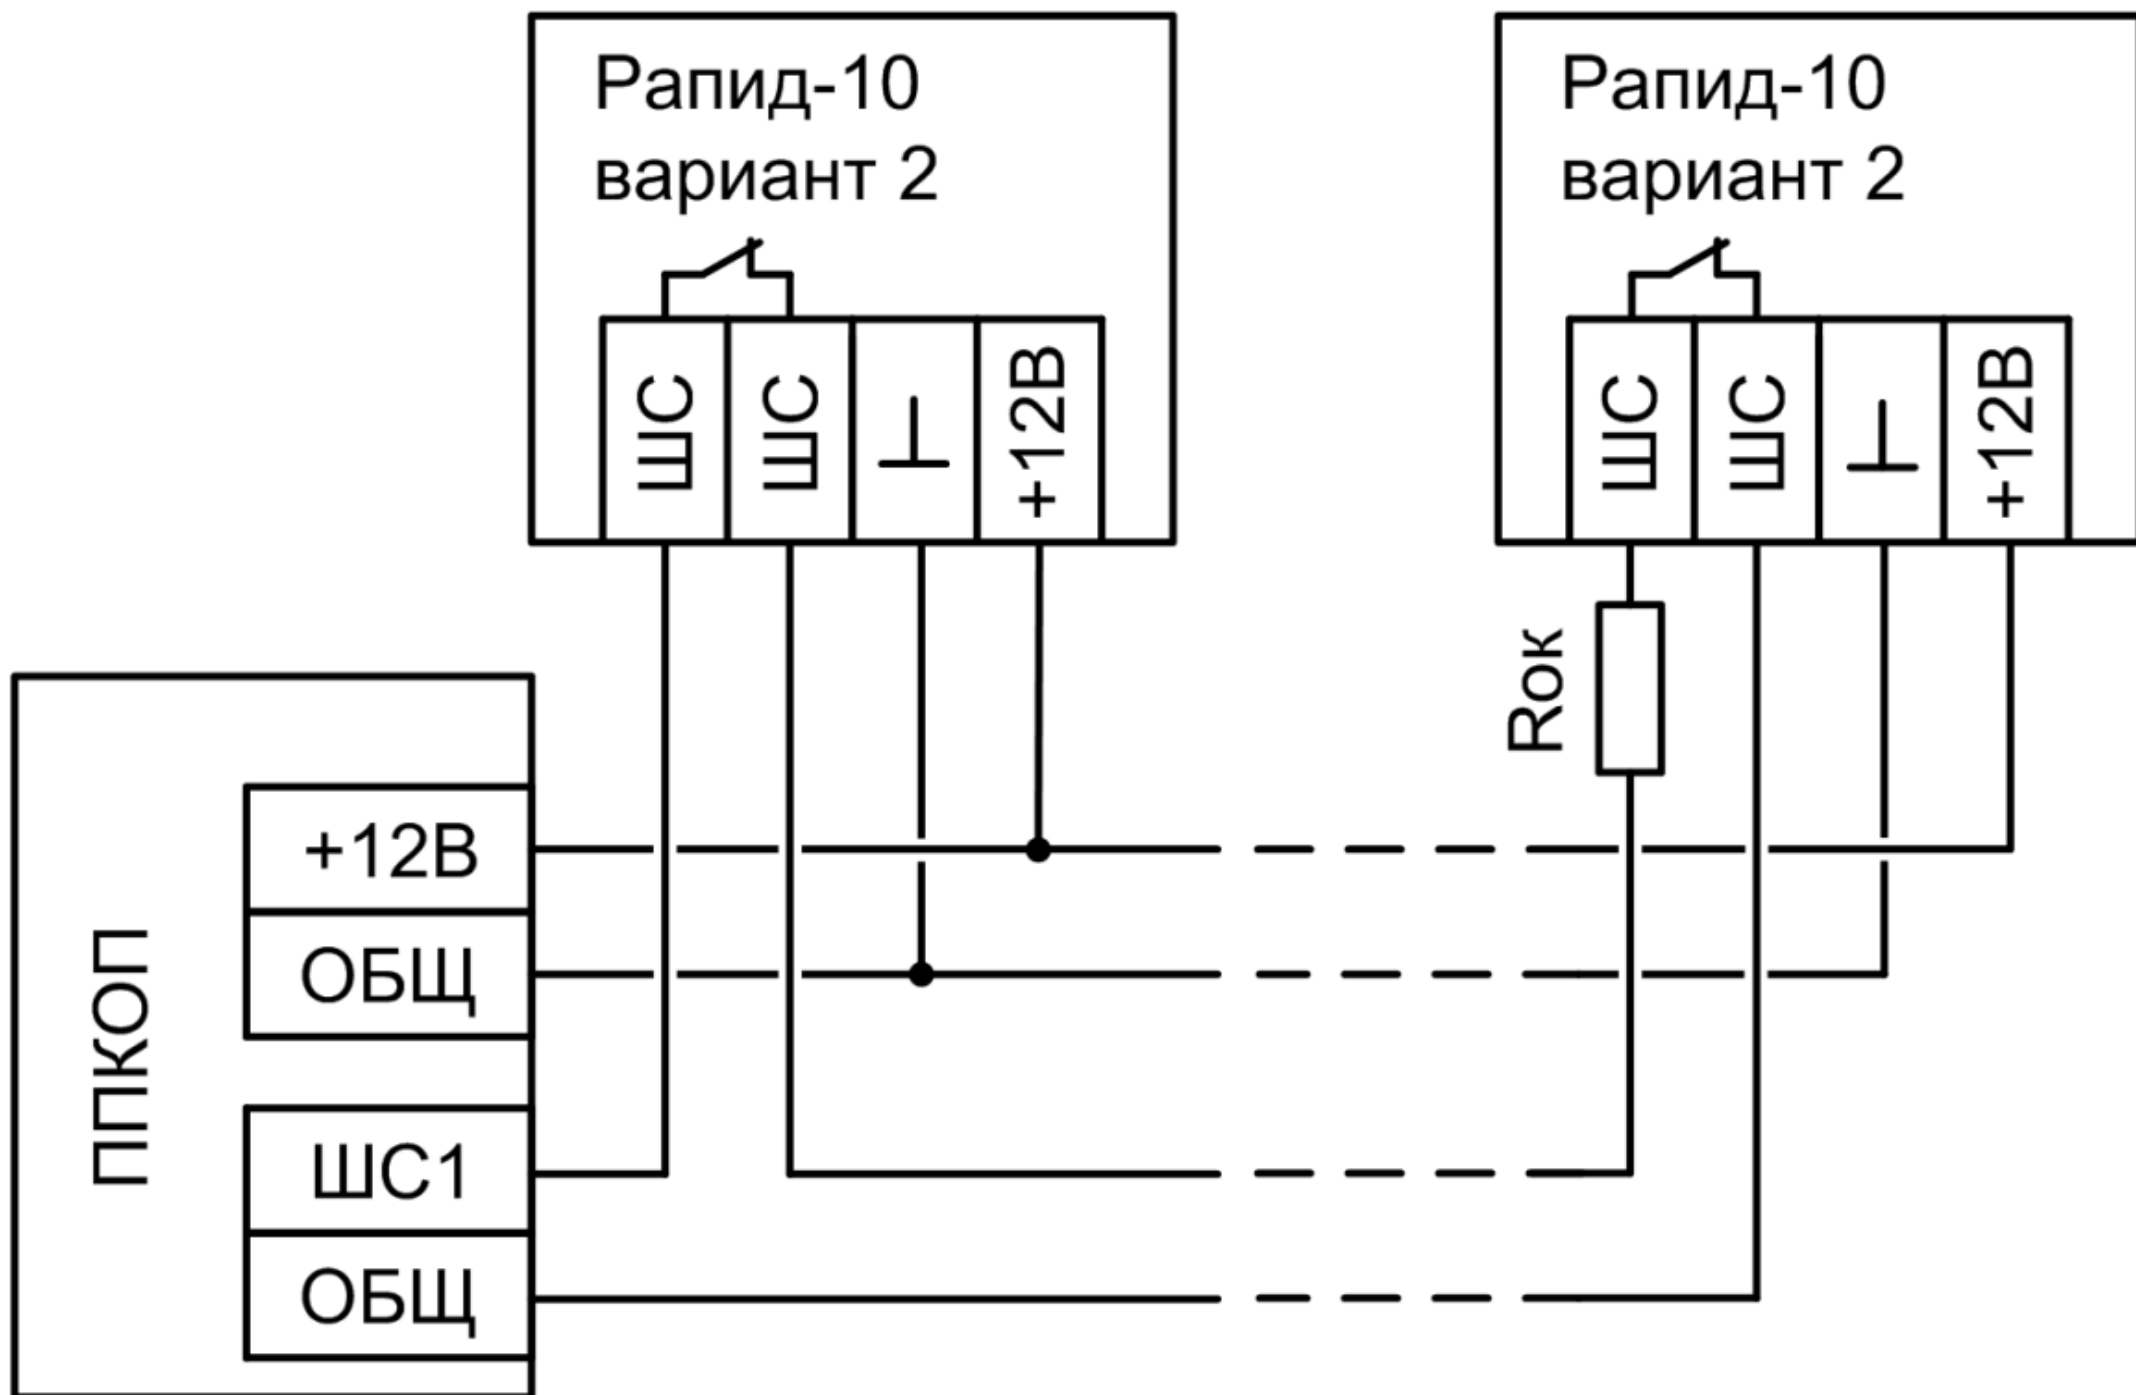 Рапид-10
вариант 2
ШС
ШС
+12В
Рапид-10
вариант 2
ШС
ШС
+12В
Rок
ППКОП
+12В
ОБЩ
ШС1
ОБЩ